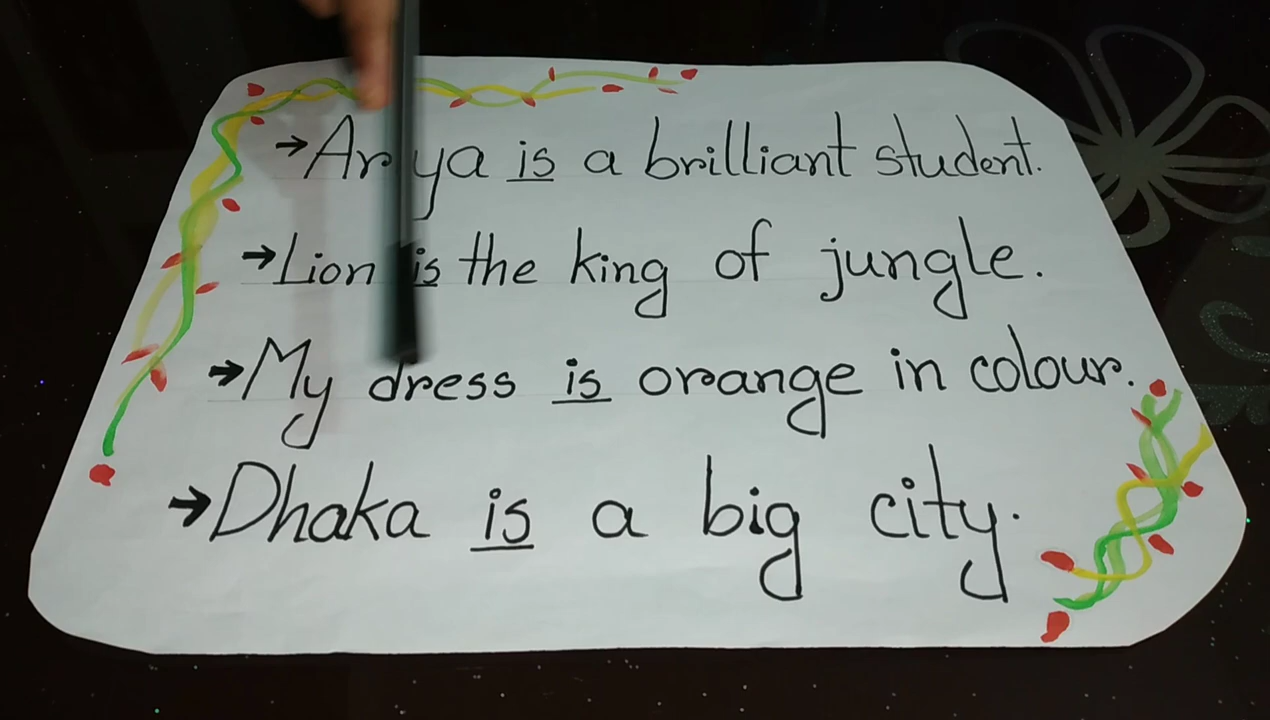 →Arya is a brilliant student.
→Lion is the king of jungle.
→My dress is orange in colour.
→Dhaka is a big city.